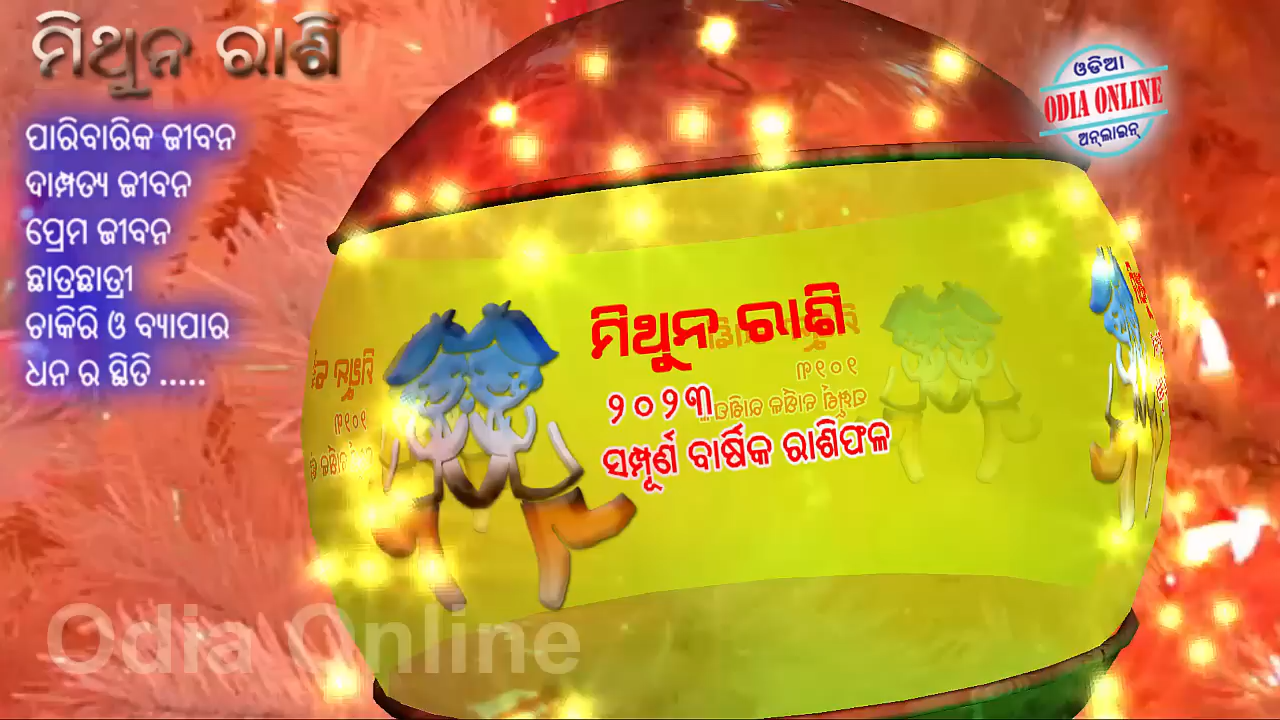 ମିଥୁନ ରାଶି
ପାରିବାରିକ ଜୀବନ
ଦାମ୍ପତ୍ୟ ଜୀବନ
ପ୍ରେମ ଜୀବନ
ଛାତ୍ରଛାତ୍ରୀ
ଚାକିରି ଓ ବ୍ୟାପାର
ଧନ ର ସ୍ଥିତି .....
ଓଡିଆ
ODIA ONLINE
ଅନ୍‌ଲାଇନ୍
ମିଥୁନ ରାଶି
୨୦୨୩
ସମ୍ପୂର୍ଣ ବାର୍ଷିକ ରାଶିଫଳ
Odia Online